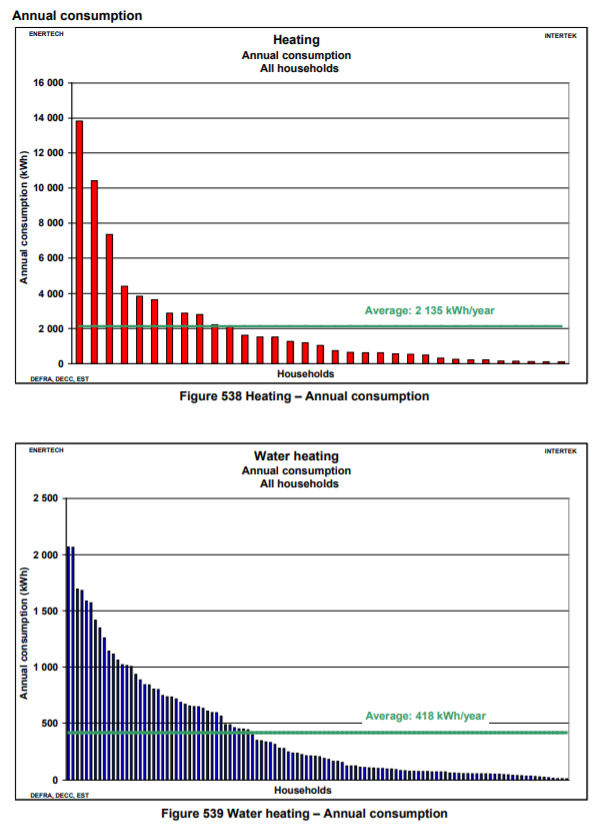 Annual consumption
ENERTECH
INTERTEK
Heating
Annual consumption
All households
Annual consumption (kWh)
16 000
14 000
12 000
10 000
8 000
6 000
4 000
2 000
0
Average: 2 135 kWh/year
Households
DEFRA, DECC, EST
Figure 538 Heating – Annual consumption
ENERTECH
INTERTEK
Water heating
Annual consumption
All households
Annual consumption (kWh)
2 500
2 000
1 500
1 000
500
0
Average: 418 kWh/year
Households
DEFRA, DECC, EST
Figure 539 Water heating – Annual consumption